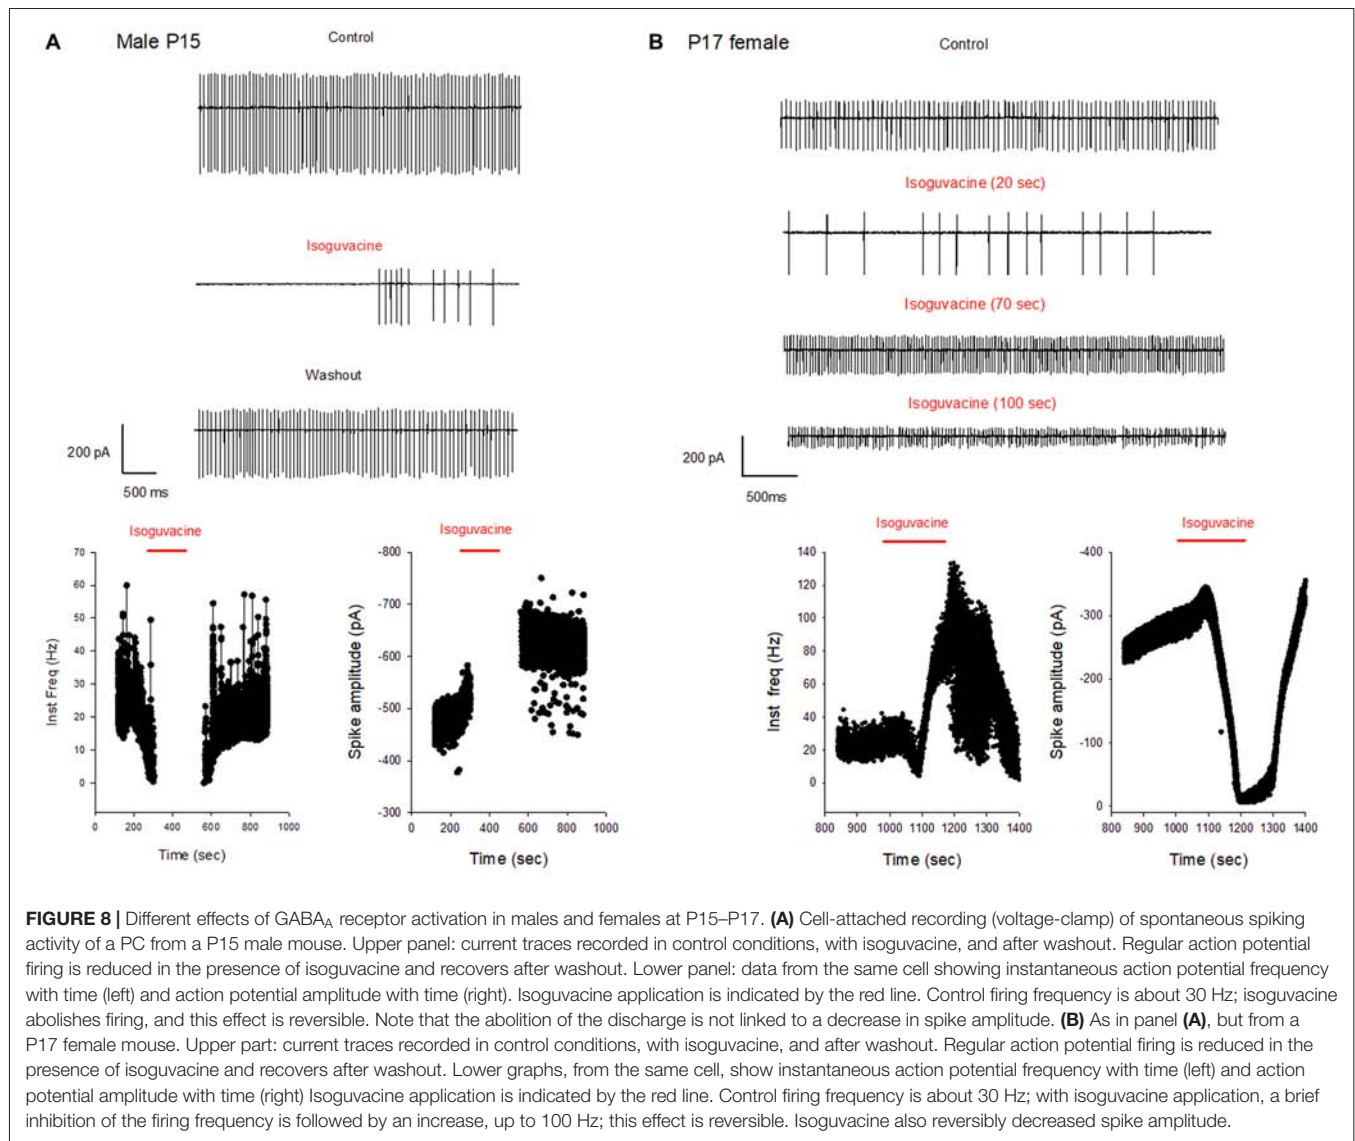 A Male P15
Control
Isoguvacine
Washout
200 pA
500 ms
Isoguvacine
70
60
50
40
30
20
10
0
Inst Freq (Hz)
0 200 400 600 800 1000
Time (sec)
Isoguvacine
-800
-700
-600
-500
-400
-300
Spike amplitude (pA)
0 200 400 600 800 1000
Time (sec)
B P17 female
Control
Isoguvacine (20 sec)
Isoguvacine (70 sec)
Isoguvacine (100 sec)
200 pA
500ms
Isoguvacine
140
120
100
80
60
40
20
0
Inst freq (Hz)
800 900 1000 1100 1200 1300 1400
Time (sec)
Isoguvacine
-400
-300
-200
-100
0
Spike amplitude (pA)
800 900 1000 1100 1200 1300 1400
Time (sec)
FIGURE 8 | Different effects of GABAA receptor activation in males and females at P15–P17. (A) Cell-attached recording (voltage-clamp) of spontaneous spiking
activity of a PC from a P15 male mouse. Upper panel: current traces recorded in control conditions, with isoguvacine, and after washout. Regular action potential
firing is reduced in the presence of isoguvacine and recovers after washout. Lower panel: data from the same cell showing instantaneous action potential frequency
with time (left) and action potential amplitude with time (right). Isoguvacine application is indicated by the red line. Control firing frequency is about 30 Hz; isoguvacine
abolishes firing, and this effect is reversible. Note that the abolition of the discharge is not linked to a decrease in spike amplitude. (B) As in panel (A), but from a
P17 female mouse. Upper part: current traces recorded in control conditions, with isoguvacine, and after washout. Regular action potential firing is reduced in the
presence of isoguvacine and recovers after washout. Lower graphs, from the same cell, show instantaneous action potential frequency with time (left) and action
potential amplitude with time (right) Isoguvacine application is indicated by the red line. Control firing frequency is about 30 Hz; with isoguvacine application, a brief
inhibition of the firing frequency is followed by an increase, up to 100 Hz; this effect is reversible. Isoguvacine also reversibly decreased spike amplitude.